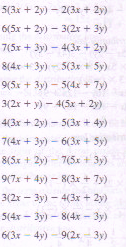 5(3x + 2y) − 2(3x + 2y)
6(5x + 2y) − 3(2x + 3y)
7(5x + 3y) − 4(3x + 2y)
8(4x + 3y) − 5(3x + 5y)
9(5x + 3y) − 5(4x + 7y)
3(2x + y) − 4(5x + 2y)
4(3x + 2y) − 5(3x + 4y)
7(4x + 3y) − 6(3x + 5y)
8(5x + 2y) − 7(5x + 3y)
9(7x + 4y) − 8(3x + 7y)
3(2x − 3y) − 4(3x + 2y)
5(4x − 3y) − 8(4x − 3y)
6(3x − 4y) − 9(2x − 3y)